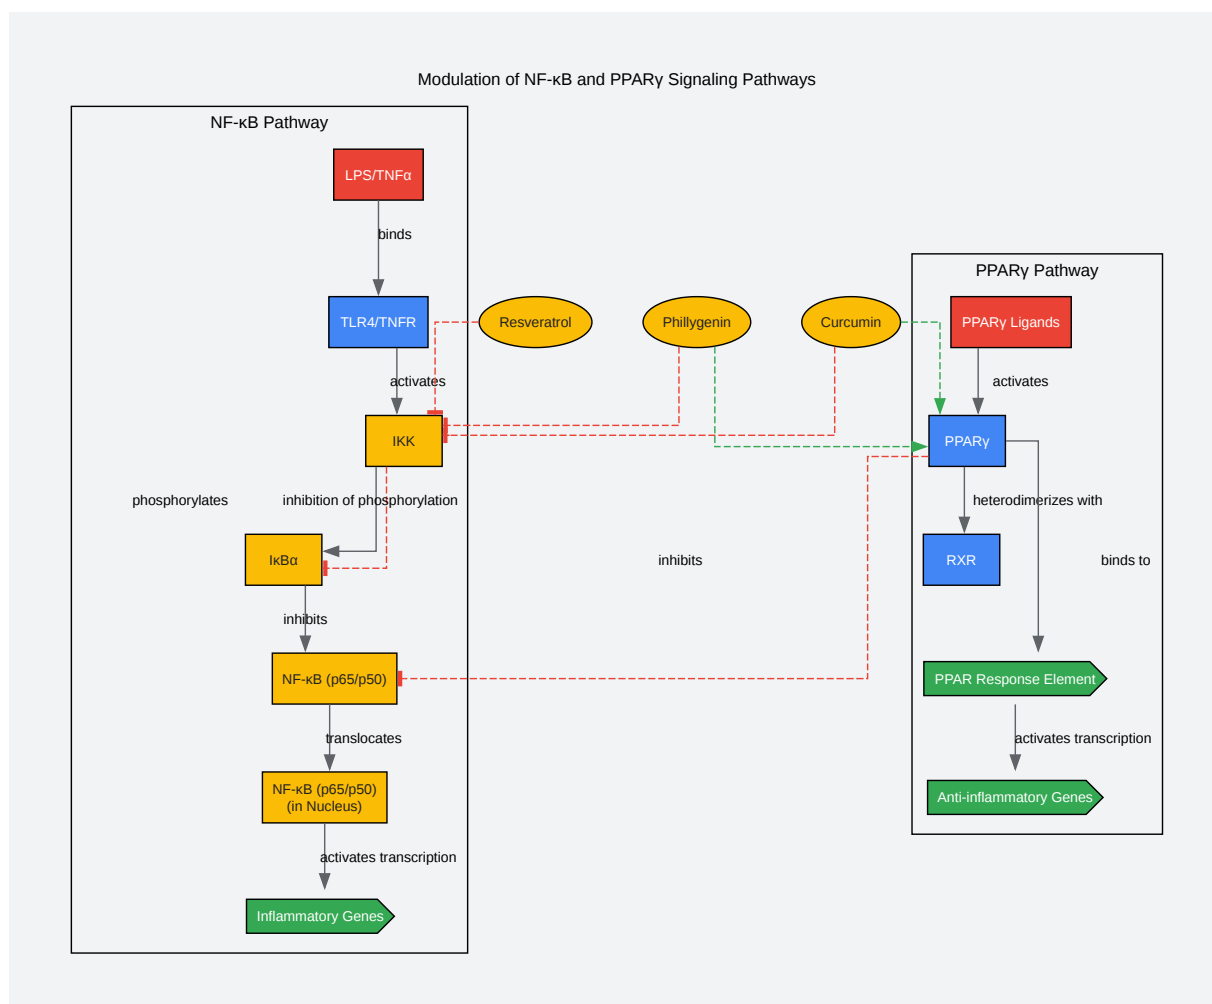 Modulation of NF-κB and PPARγ Signaling Pathways
NF-κB Pathway
LPS/TNFα
binds
TLR4/TNFR
Resveratrol
Phillygenin
Curcumin
PPARγ Pathway
PPARγ Ligands
activates
activates
IKK
PPARγ
phosphorylates
inhibition of phosphorylation
heterodimerizes with
IκBα
inhibits
RXR
binds to
inhibits
NF-κB (p65/p50)
PPAR Response Element
translocates
activates transcription
NF-κB (p65/p50)
(in Nucleus)
Anti-inflammatory Genes
activates transcription
Inflammatory Genes